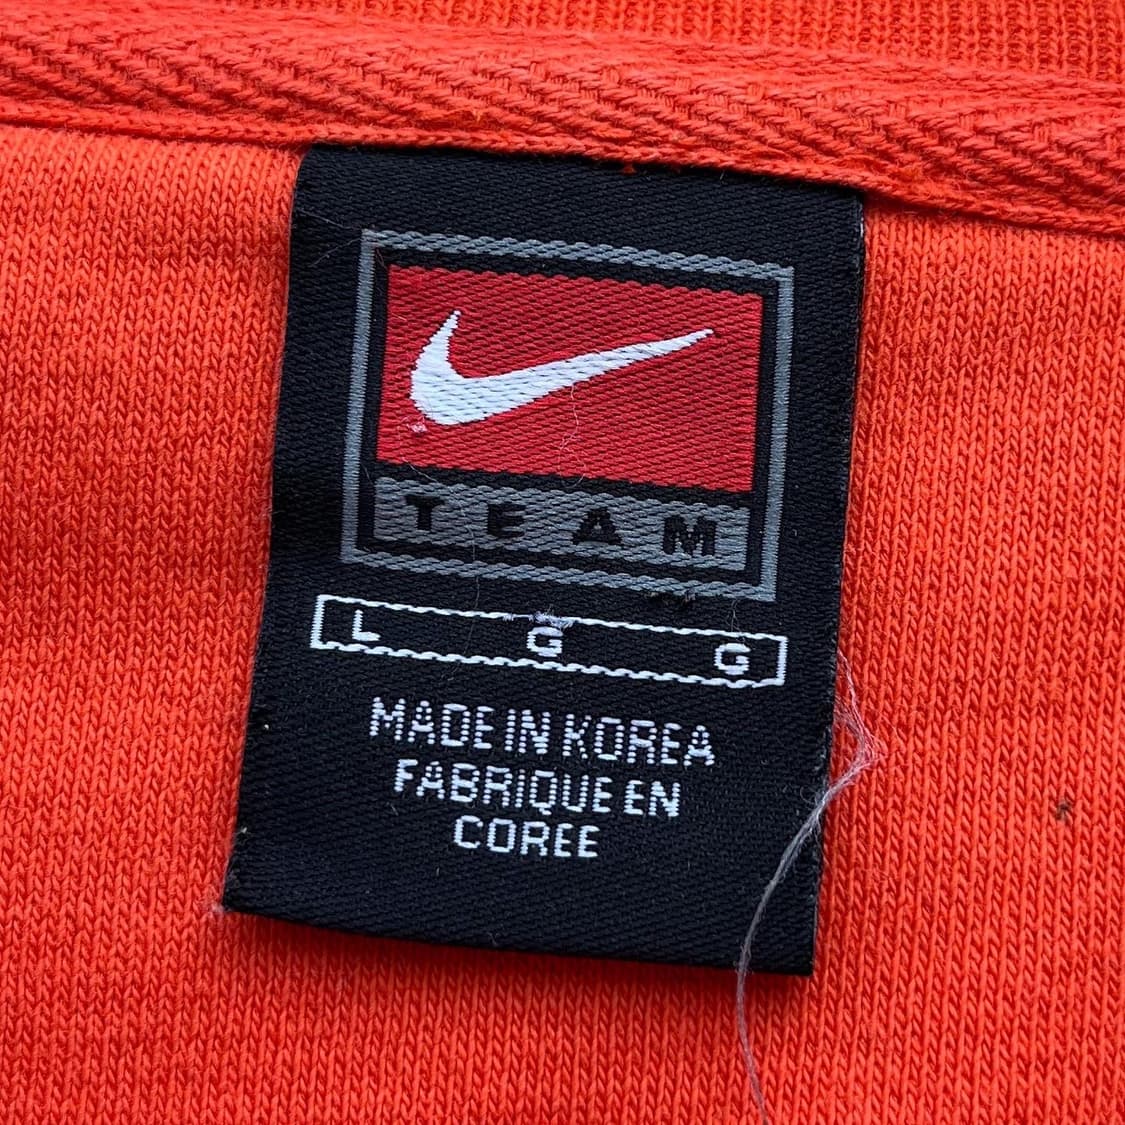 TEAM
L G G
MADE IN KOREA
FABRIQUE EN
COREE